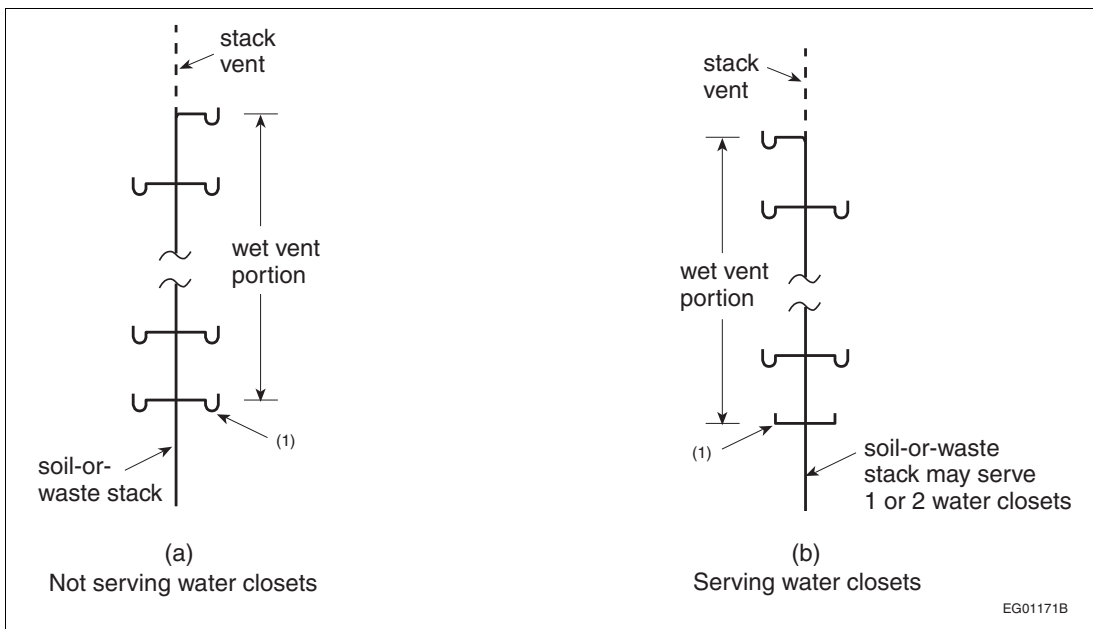 stack
vent
wet vent
portion
(1)
soil-or-
waste stack
(a)
Not serving water closets
stack
vent
wet vent
portion
(1)
soil-or-waste
stack may serve
1 or 2 water closets
(b)
Serving water closets
EG01171B